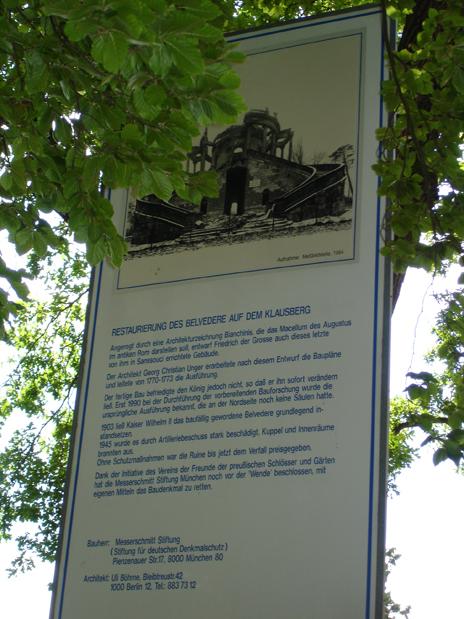 Aufnahme: Meßbildstelle, 1984
RESTAURIERUNG DES BELVEDERE AUF DEM KLAUSBERG
Angeregt durch eine Architekturzeichnung Bianchinis, die das Macellum des Augustus
im antiken Rom darstellen soll, entwarf Friedrich der Grosse auch dieses letzte
von ihm in Sanssouci errichtete Gebäude.
Der Architekt Georg Christian Unger erarbeitete nach diesem Entwurf die Baupläne
und leitete von 1770-1773 die Ausführung.
Der fertige Bau befriedigte den König jedoch nicht, so daß er ihn sofort verändern
ließ. Erst 1990 bei der Durchführung der vorbereitenden Bauforschung wurde die
ursprüngliche Ausführung bekannt, die an der Nordseite noch keine Säulen hatte.
1903 ließ Kaiser Wilhelm II das baufällig gewordene Belvedere grundlegend in-
standsetzen.
1945 wurde es durch Artilleriebeschuss stark beschädigt, Kuppel und Innenräume
brannten aus.
Ohne Schutzmaßnahmen war die Ruine bis jetzt dem Verfall preisgegeben.
Dank der Initiative des Vereins der Freunde der preußischen Schlösser und Gärten
hat die Messerschmitt Stiftung München noch vor der 'Wende' beschlossen, mit
eigenen Mitteln das Baudenkmal zu retten.
Bauherr: Messerschmitt Stiftung
(Stiftung für deutschen Denkmalschutz)
Pienzenauer Str.17, 8000 München 80
Architekt: Uli Böhme, Bleibtreustr.42
1000 Berlin 12, Tel.: 883 73 12